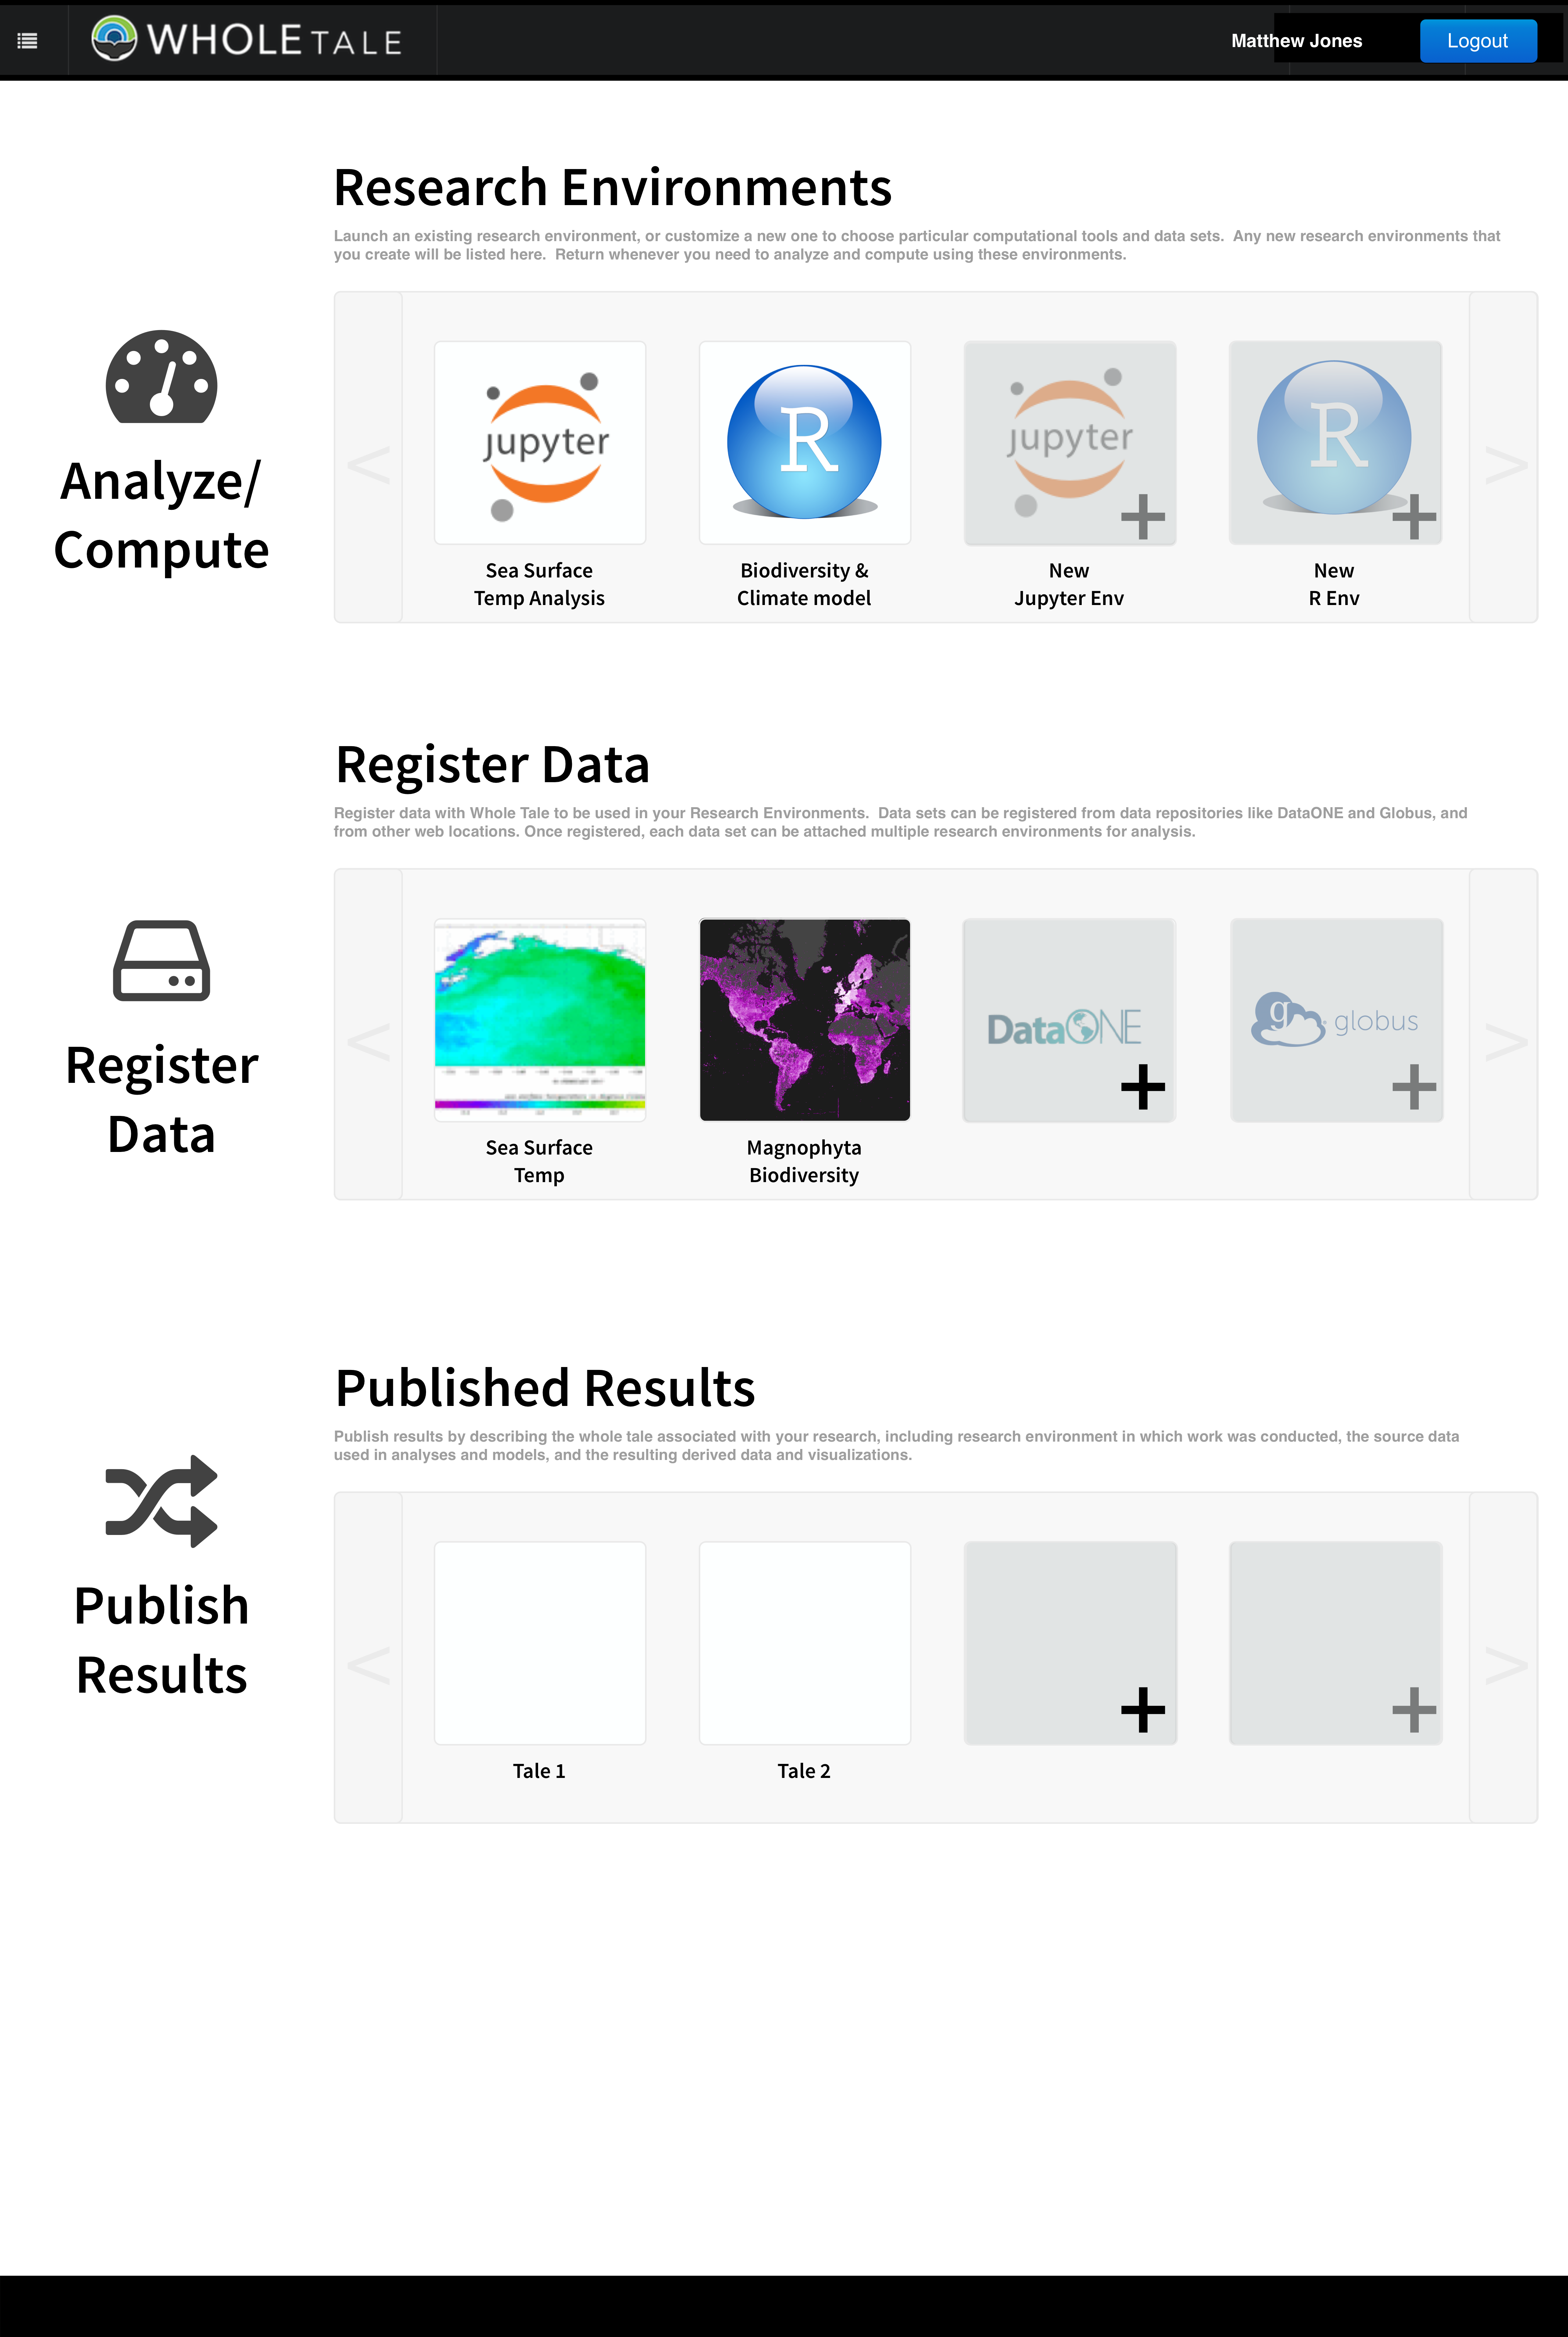 WHOLE TALE
Matthew Jones
Logout
Research Environments
Launch an existing research environment, or customize a new one to choose particular computational tools and data sets.  Any new research environments that
you create will be listed here.  Return whenever you need to analyze and compute using these environments.
Analyze/
Compute
<
jupyter
R
jupyter
+
R
+
>
Sea Surface
Temp Analysis
Biodiversity &
Climate model
New
Jupyter Env
New
R Env
Register Data
Register data with Whole Tale to be used in your Research Environments.  Data sets can be registered from data repositories like DataONE and Globus, and
from other web locations. Once registered, each data set can be attached multiple research environments for analysis.
Register
Data
<
DataONE
+
g globus
+
>
Sea Surface
Temp
Magnophyta
Biodiversity
Published Results
Publish results by describing the whole tale associated with your research, including research environment in which work was conducted, the source data
used in analyses and models, and the resulting derived data and visualizations.
Publish
Results
<
+
+
>
Tale 1
Tale 2